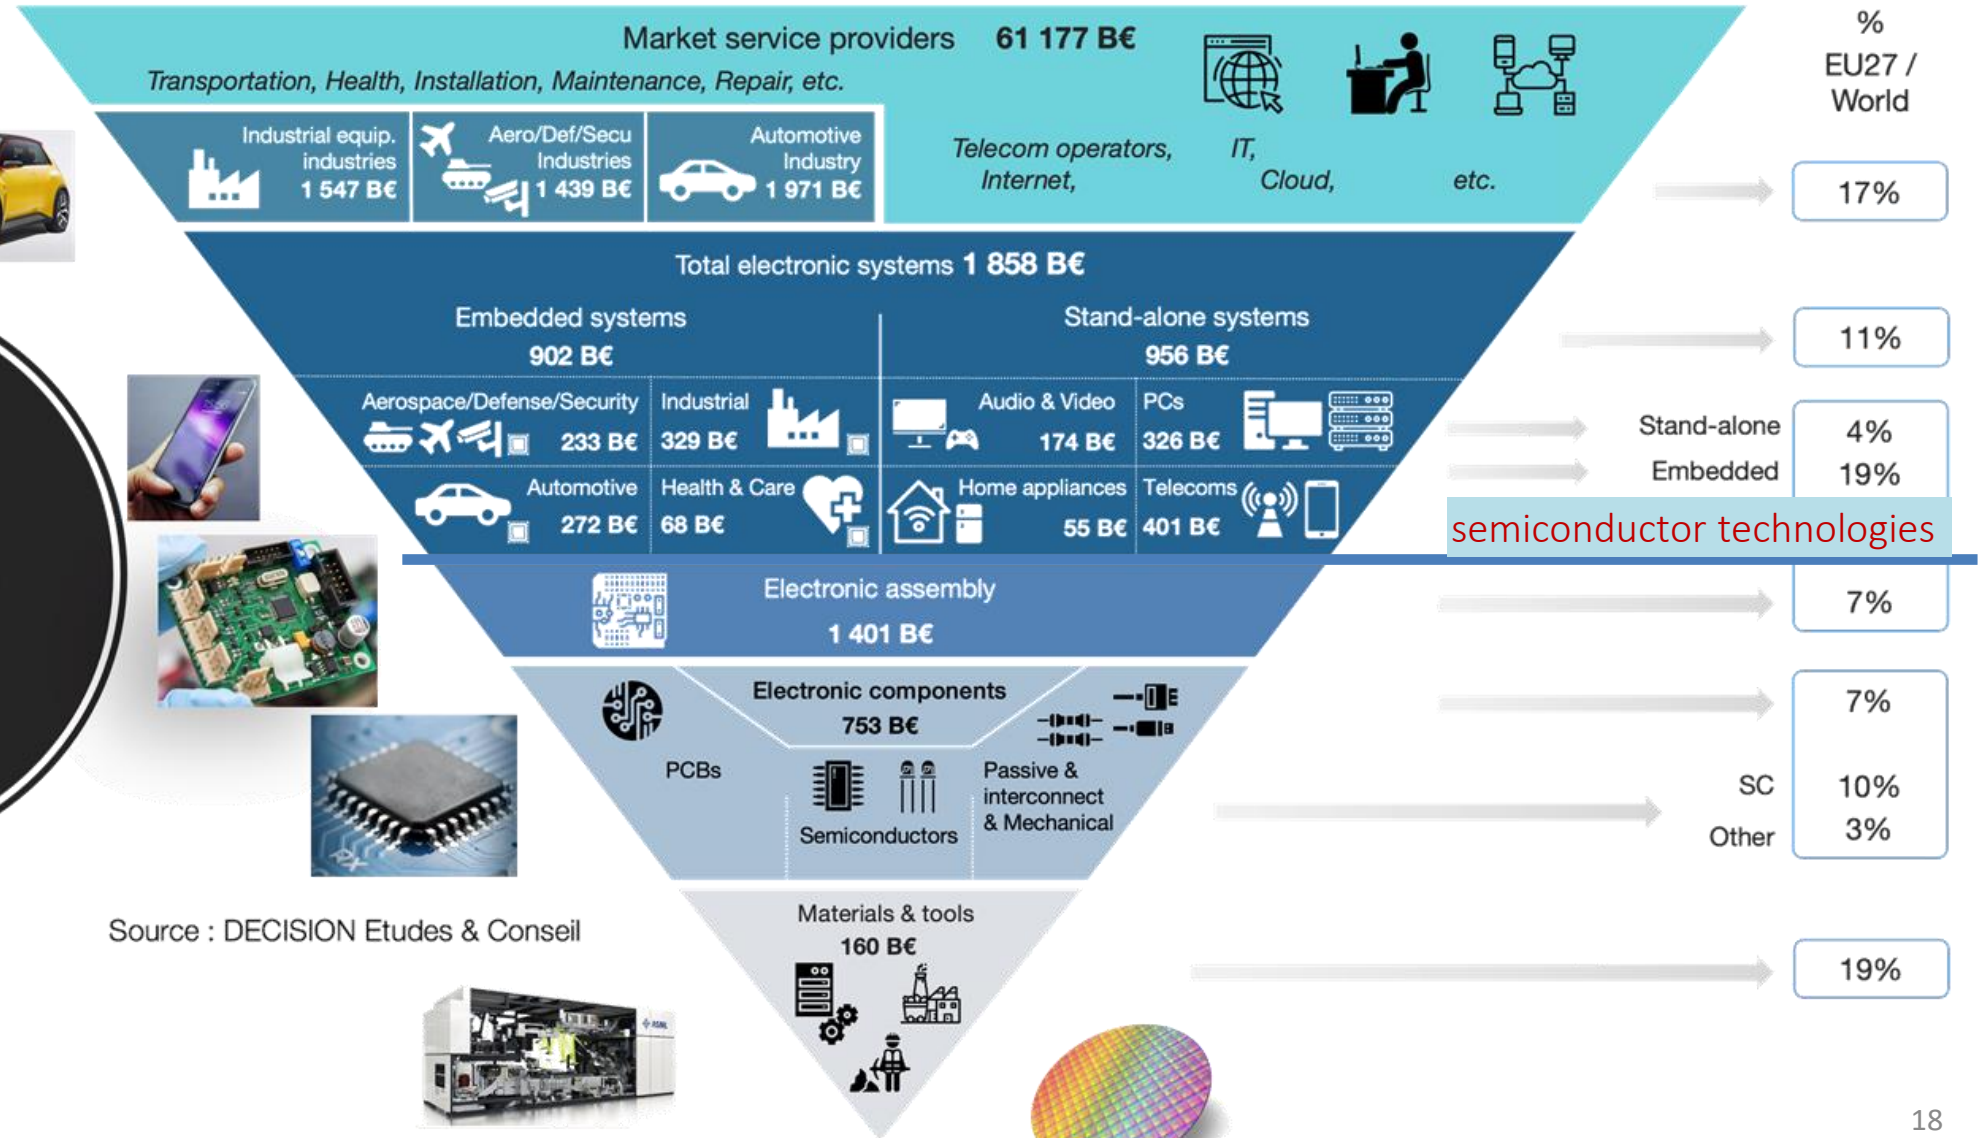 Market service providers 61 177 B€
Transportation, Health, Installation, Maintenance, Repair, etc.
Industrial equip.
industries
1 547 B€
Aero/Def/Secu
Industries
1 439 B€
Automotive
Industry
1 971 B€
Telecom operators, IT,
Internet, Cloud, etc.
%
EU27 /
World
17%
Total electronic systems 1 858 B€
Embedded systems
902 B€
Stand-alone systems
956 B€
11%
Aerospace/Defense/Security
233 B€
Industrial
329 B€
Audio & Video
174 B€
PCs
326 B€
Stand-alone 4%
Embedded 19%
Automotive
272 B€
Health & Care
68 B€
Home appliances
55 B€
Telecoms
401 B€
semiconductor technologies
Electronic assembly
1 401 B€
7%
Electronic components
753 B€
7%
PCBs
Semiconductors
Passive &
interconnect
& Mechanical
SC 10%
Other 3%
Source : DECISION Etudes & Conseil
Materials & tools
160 B€
19%
ASML
18